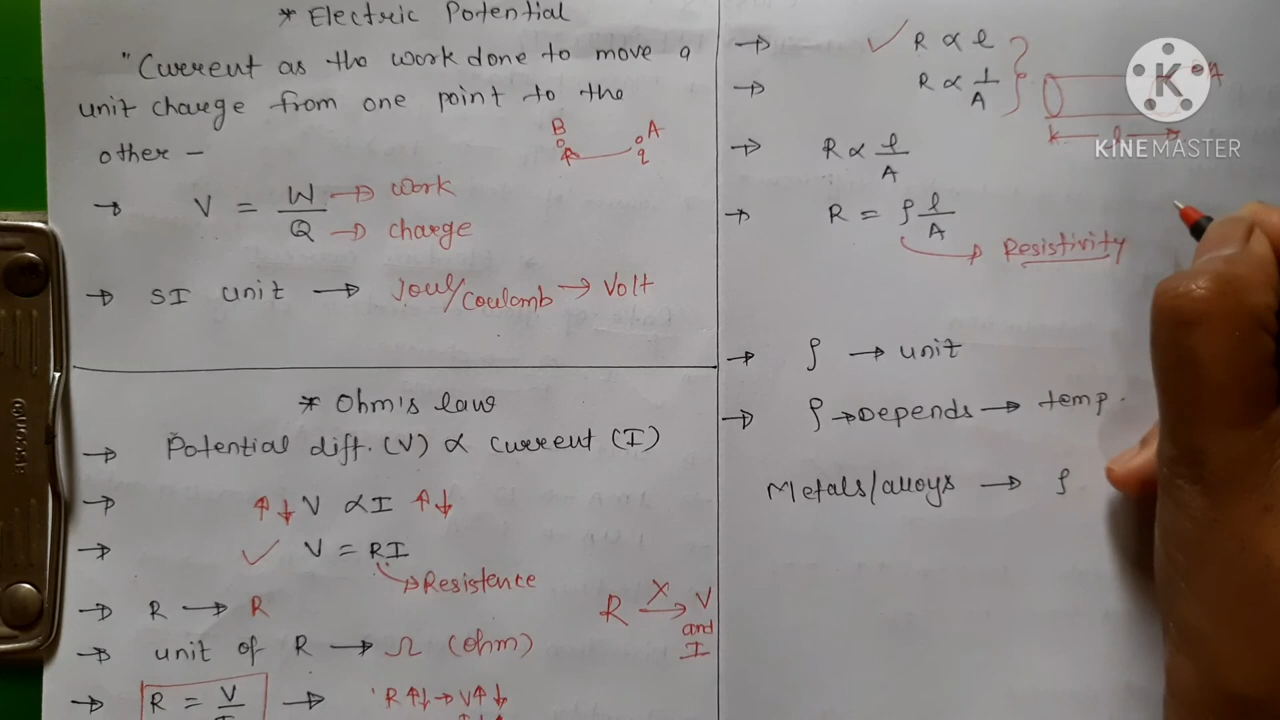 * Electric Potential
"Current as the work done to move a
unit charge from one point to the
other —
B A
q
→ V = W/Q → work
→ charge
→ SI unit → Joul/Coulomb → Volt
* Ohm's law
→ Potential diff. (V) ∝ current (I)
→ ↑↓ V ∝ I ↑↓
→ ✓ V = RI
→ Resistence
→ R → R
R X→ V
and
I
→ unit of R → Ω (ohm)
→ R = V/I → R↑↓ → V↑↓
→ ✓ R ∝ l
→ R ∝ 1/A
A
l
→ R ∝ l/A
→ R = ρ l/A
→ Resistivity
→ ρ → unit
→ ρ → Depends → temp.
Metals/alloys → ρ
K
KINEMASTER